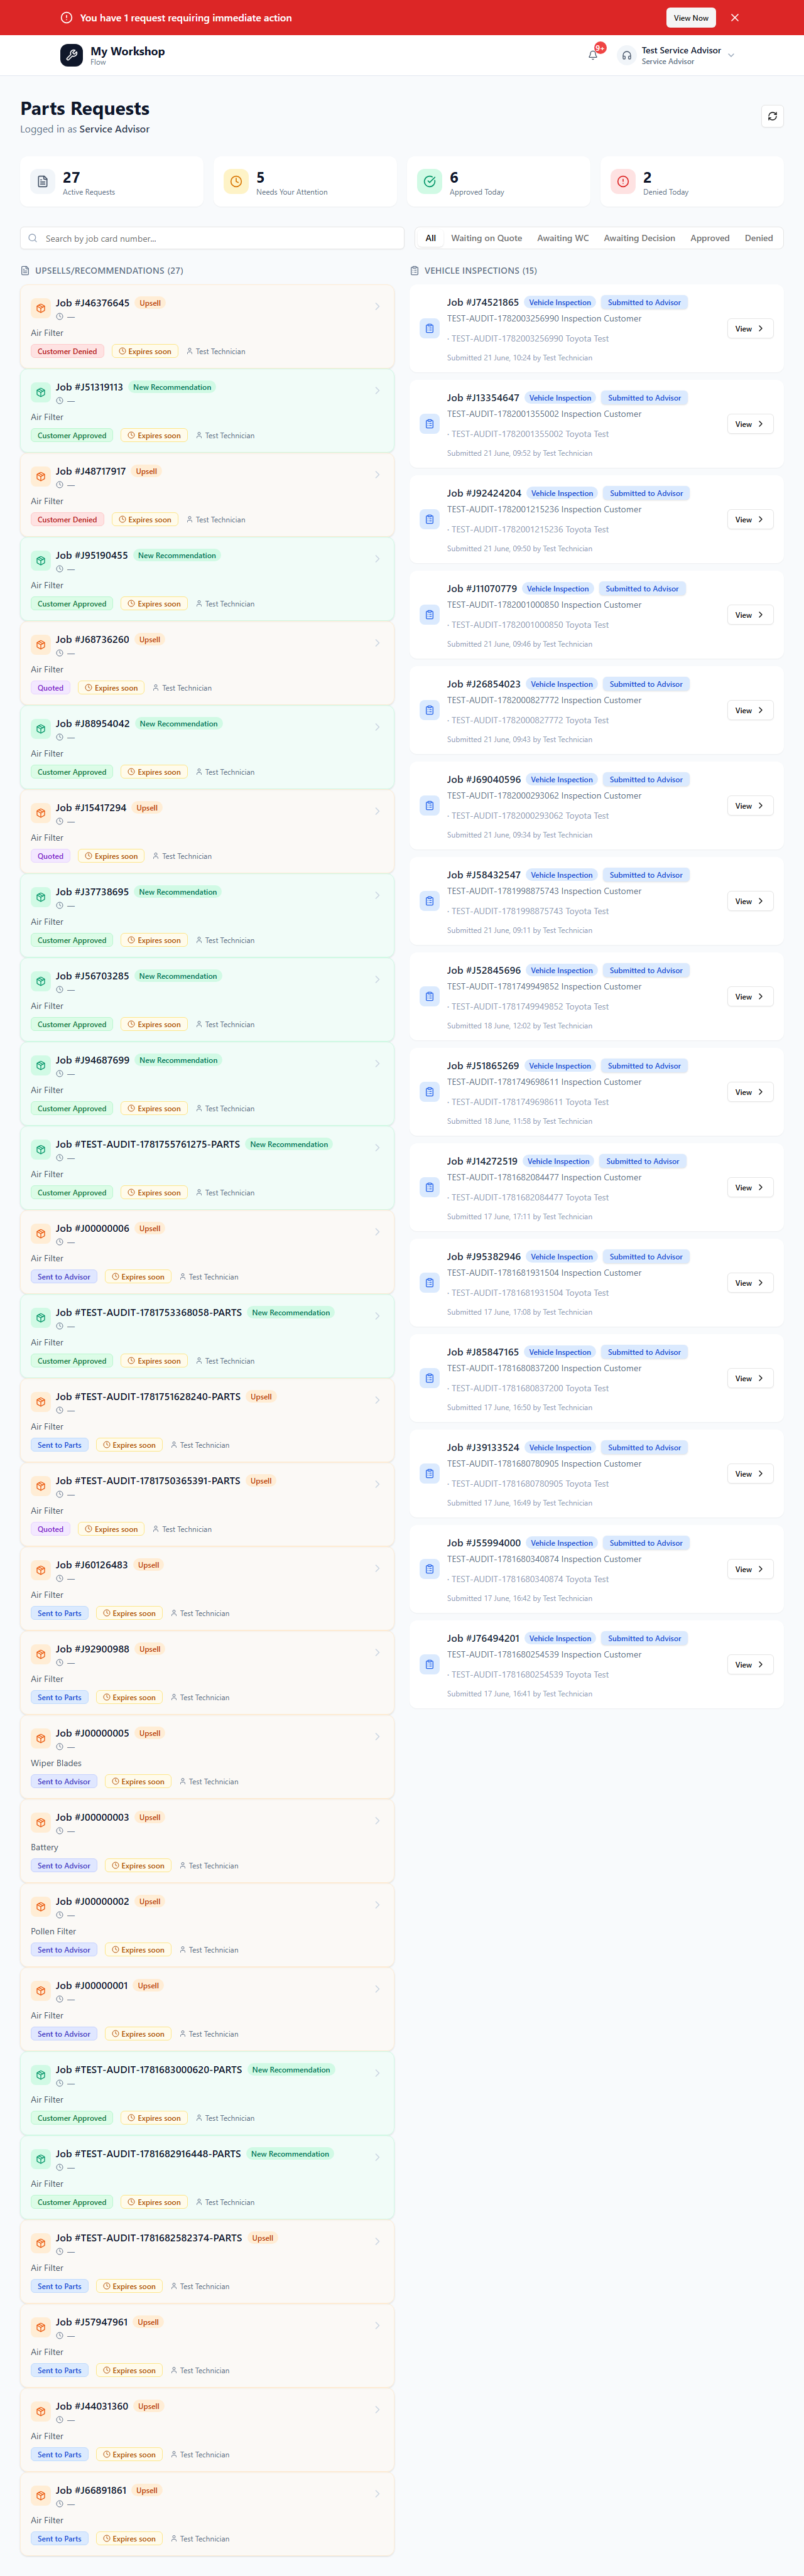 You have 1 request requiring immediate action
View Now
My Workshop
Flow
9+
Test Service Advisor
Service Advisor
Parts Requests
Logged in as Service Advisor
27
Active Requests
5
Needs Your Attention
6
Approved Today
2
Denied Today
Search by job card number...
All Waiting on Quote Awaiting WC Awaiting Decision Approved Denied
UPSELLS/RECOMMENDATIONS (27)
Job #J46376645 Upsell
—
Air Filter
Customer Denied Expires soon Test Technician
Job #J51319113 New Recommendation
—
Air Filter
Customer Approved Expires soon Test Technician
Job #J48717917 Upsell
—
Air Filter
Customer Denied Expires soon Test Technician
Job #J95190455 New Recommendation
—
Air Filter
Customer Approved Expires soon Test Technician
Job #J68736260 Upsell
—
Air Filter
Quoted Expires soon Test Technician
Job #J88954042 New Recommendation
—
Air Filter
Customer Approved Expires soon Test Technician
Job #J15417294 Upsell
—
Air Filter
Quoted Expires soon Test Technician
Job #J37738695 New Recommendation
—
Air Filter
Customer Approved Expires soon Test Technician
Job #J56703285 New Recommendation
—
Air Filter
Customer Approved Expires soon Test Technician
Job #J94687699 New Recommendation
—
Air Filter
Customer Approved Expires soon Test Technician
Job #TEST-AUDIT-1781755761275-PARTS New Recommendation
—
Air Filter
Customer Approved Expires soon Test Technician
Job #J00000006 Upsell
—
Air Filter
Sent to Advisor Expires soon Test Technician
Job #TEST-AUDIT-1781753368058-PARTS New Recommendation
—
Air Filter
Customer Approved Expires soon Test Technician
Job #TEST-AUDIT-1781751628240-PARTS Upsell
—
Air Filter
Sent to Parts Expires soon Test Technician
Job #TEST-AUDIT-1781750365391-PARTS Upsell
—
Air Filter
Quoted Expires soon Test Technician
Job #J60126483 Upsell
—
Air Filter
Sent to Parts Expires soon Test Technician
Job #J92900988 Upsell
—
Air Filter
Sent to Parts Expires soon Test Technician
Job #J00000005 Upsell
—
Wiper Blades
Sent to Advisor Expires soon Test Technician
Job #J00000003 Upsell
—
Battery
Sent to Advisor Expires soon Test Technician
Job #J00000002 Upsell
—
Pollen Filter
Sent to Advisor Expires soon Test Technician
Job #J00000001 Upsell
—
Air Filter
Sent to Advisor Expires soon Test Technician
Job #TEST-AUDIT-1781683000620-PARTS New Recommendation
—
Air Filter
Customer Approved Expires soon Test Technician
Job #TEST-AUDIT-1781682916448-PARTS New Recommendation
—
Air Filter
Customer Approved Expires soon Test Technician
Job #TEST-AUDIT-1781682582374-PARTS Upsell
—
Air Filter
Sent to Parts Expires soon Test Technician
Job #J57947961 Upsell
—
Air Filter
Sent to Parts Expires soon Test Technician
Job #J44031360 Upsell
—
Air Filter
Sent to Parts Expires soon Test Technician
Job #J66891861 Upsell
—
Air Filter
Sent to Parts Expires soon Test Technician
VEHICLE INSPECTIONS (15)
Job #J74521865 Vehicle Inspection Submitted to Advisor
TEST-AUDIT-1782003256990 Inspection Customer
· TEST-AUDIT-1782003256990 Toyota Test
Submitted 21 June, 10:24 by Test Technician
View
Job #J13354647 Vehicle Inspection Submitted to Advisor
TEST-AUDIT-1782001355002 Inspection Customer
· TEST-AUDIT-1782001355002 Toyota Test
Submitted 21 June, 09:52 by Test Technician
View
Job #J92424204 Vehicle Inspection Submitted to Advisor
TEST-AUDIT-1782001215236 Inspection Customer
· TEST-AUDIT-1782001215236 Toyota Test
Submitted 21 June, 09:50 by Test Technician
View
Job #J11070779 Vehicle Inspection Submitted to Advisor
TEST-AUDIT-1782001000850 Inspection Customer
· TEST-AUDIT-1782001000850 Toyota Test
Submitted 21 June, 09:46 by Test Technician
View
Job #J26854023 Vehicle Inspection Submitted to Advisor
TEST-AUDIT-1782000827772 Inspection Customer
· TEST-AUDIT-1782000827772 Toyota Test
Submitted 21 June, 09:43 by Test Technician
View
Job #J69040596 Vehicle Inspection Submitted to Advisor
TEST-AUDIT-1782000293062 Inspection Customer
· TEST-AUDIT-1782000293062 Toyota Test
Submitted 21 June, 09:34 by Test Technician
View
Job #J58432547 Vehicle Inspection Submitted to Advisor
TEST-AUDIT-1781998875743 Inspection Customer
· TEST-AUDIT-1781998875743 Toyota Test
Submitted 21 June, 09:11 by Test Technician
View
Job #J52845696 Vehicle Inspection Submitted to Advisor
TEST-AUDIT-1781749949852 Inspection Customer
· TEST-AUDIT-1781749949852 Toyota Test
Submitted 18 June, 12:02 by Test Technician
View
Job #J51865269 Vehicle Inspection Submitted to Advisor
TEST-AUDIT-1781749698611 Inspection Customer
· TEST-AUDIT-1781749698611 Toyota Test
Submitted 18 June, 11:58 by Test Technician
View
Job #J14272519 Vehicle Inspection Submitted to Advisor
TEST-AUDIT-1781682084477 Inspection Customer
· TEST-AUDIT-1781682084477 Toyota Test
Submitted 17 June, 17:11 by Test Technician
View
Job #J95382946 Vehicle Inspection Submitted to Advisor
TEST-AUDIT-1781681931504 Inspection Customer
· TEST-AUDIT-1781681931504 Toyota Test
Submitted 17 June, 17:08 by Test Technician
View
Job #J85847165 Vehicle Inspection Submitted to Advisor
TEST-AUDIT-1781680837200 Inspection Customer
· TEST-AUDIT-1781680837200 Toyota Test
Submitted 17 June, 16:50 by Test Technician
View
Job #J39133524 Vehicle Inspection Submitted to Advisor
TEST-AUDIT-1781680780905 Inspection Customer
· TEST-AUDIT-1781680780905 Toyota Test
Submitted 17 June, 16:49 by Test Technician
View
Job #J55994000 Vehicle Inspection Submitted to Advisor
TEST-AUDIT-1781680340874 Inspection Customer
· TEST-AUDIT-1781680340874 Toyota Test
Submitted 17 June, 16:42 by Test Technician
View
Job #J76494201 Vehicle Inspection Submitted to Advisor
TEST-AUDIT-1781680254539 Inspection Customer
· TEST-AUDIT-1781680254539 Toyota Test
Submitted 17 June, 16:41 by Test Technician
View